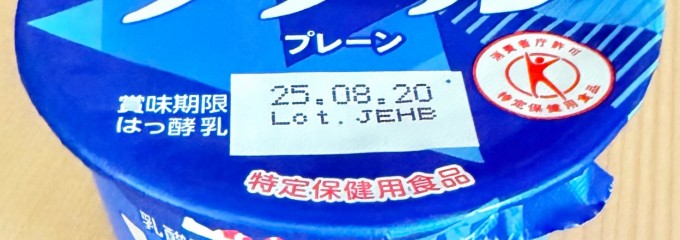 プレーン
消費者庁許可
特定保健用食品
賞味期限
25.08.20
はっ酵乳
Lot.JEHB
特定保健用食品